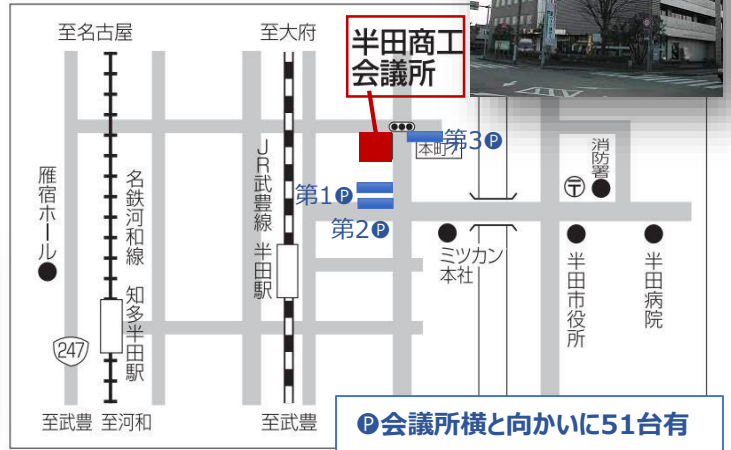 至名古屋
至大府
半田商工
会議所
第3🅟
本町7
消防署
〒
雁宿ホール
名鉄河和線
JR武豊線
第1🅟
第2🅟
半田駅
ミツカン
本社
半田市役所
半田病院
知多半田駅
247
至武豊
至河和
至武豊
🅟会議所横と向かいに51台有